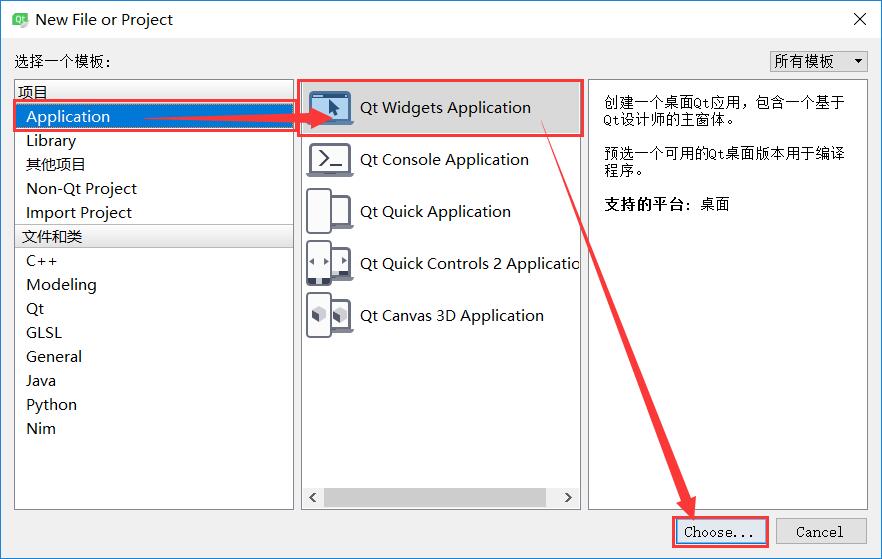 New File or Project
选择一个模板:
所有模板
项目
Application
Library
其他项目
Non-Qt Project
Import Project
文件和类
C++
Modeling
Qt
GLSL
General
Java
Python
Nim
Qt Widgets Application
Qt Console Application
Qt Quick Application
Qt Quick Controls 2 Applicatio
Qt Canvas 3D Application
创建一个桌面Qt应用，包含一个基于
Qt设计师的主窗体。
预选一个可用的Qt桌面版本用于编译
程序。
支持的平台：桌面
Choose...
Cancel